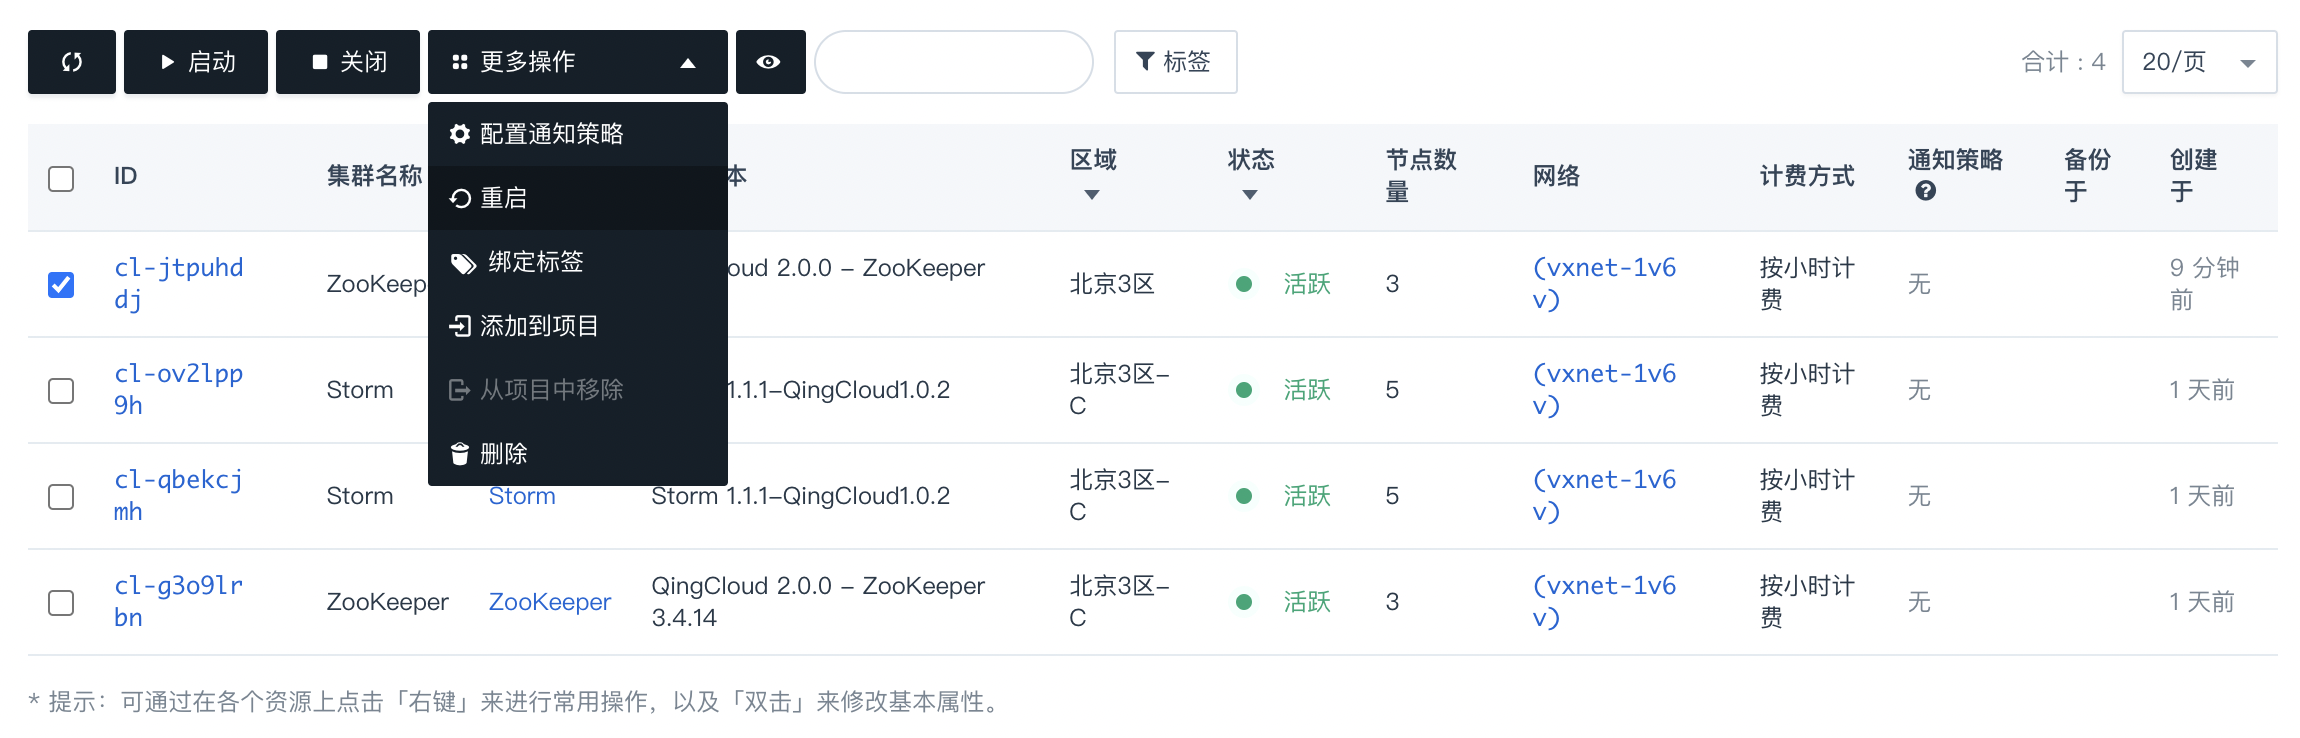 启动 关闭 更多操作 标签 合计：4 20/页
配置通知策略
重启
绑定标签
添加到项目
从项目中移除
删除
ID 集群名称 本 区域 状态 节点数量 网络 计费方式 通知策略 备份于 创建于
cl-jtpuhddj ZooKeep oud 2.0.0 – ZooKeeper 北京3区 活跃 3 (vxnet-1v6v) 按小时计费 无 9 分钟前
cl-ov2lpp9h Storm 1.1.1-QingCloud1.0.2 北京3区-C 活跃 5 (vxnet-1v6v) 按小时计费 无 1 天前
cl-qbekcjmh Storm Storm Storm 1.1.1-QingCloud1.0.2 北京3区-C 活跃 5 (vxnet-1v6v) 按小时计费 无 1 天前
cl-g3o9lrbn ZooKeeper ZooKeeper QingCloud 2.0.0 – ZooKeeper 3.4.14 北京3区-C 活跃 3 (vxnet-1v6v) 按小时计费 无 1 天前
* 提示：可通过在各个资源上点击「右键」来进行常用操作，以及「双击」来修改基本属性。